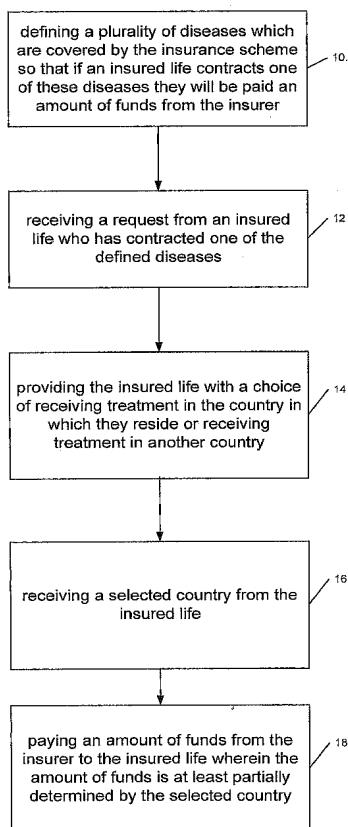 defining a plurality of diseases which
are covered by the insurance scheme
so that if an insured life contracts one
of these diseases they will be paid an
amount of funds from the insurer
10.
receiving a request from an insured
life who has contracted one of the
defined diseases
12
providing the insured life with a choice
of receiving treatment in the country in
which they reside or receiving
treatment in another country
14
receiving a selected country from the
insured life
16
paying an amount of funds from the
insurer to the insured life wherein the
amount of funds is at least partially
determined by the selected country
18